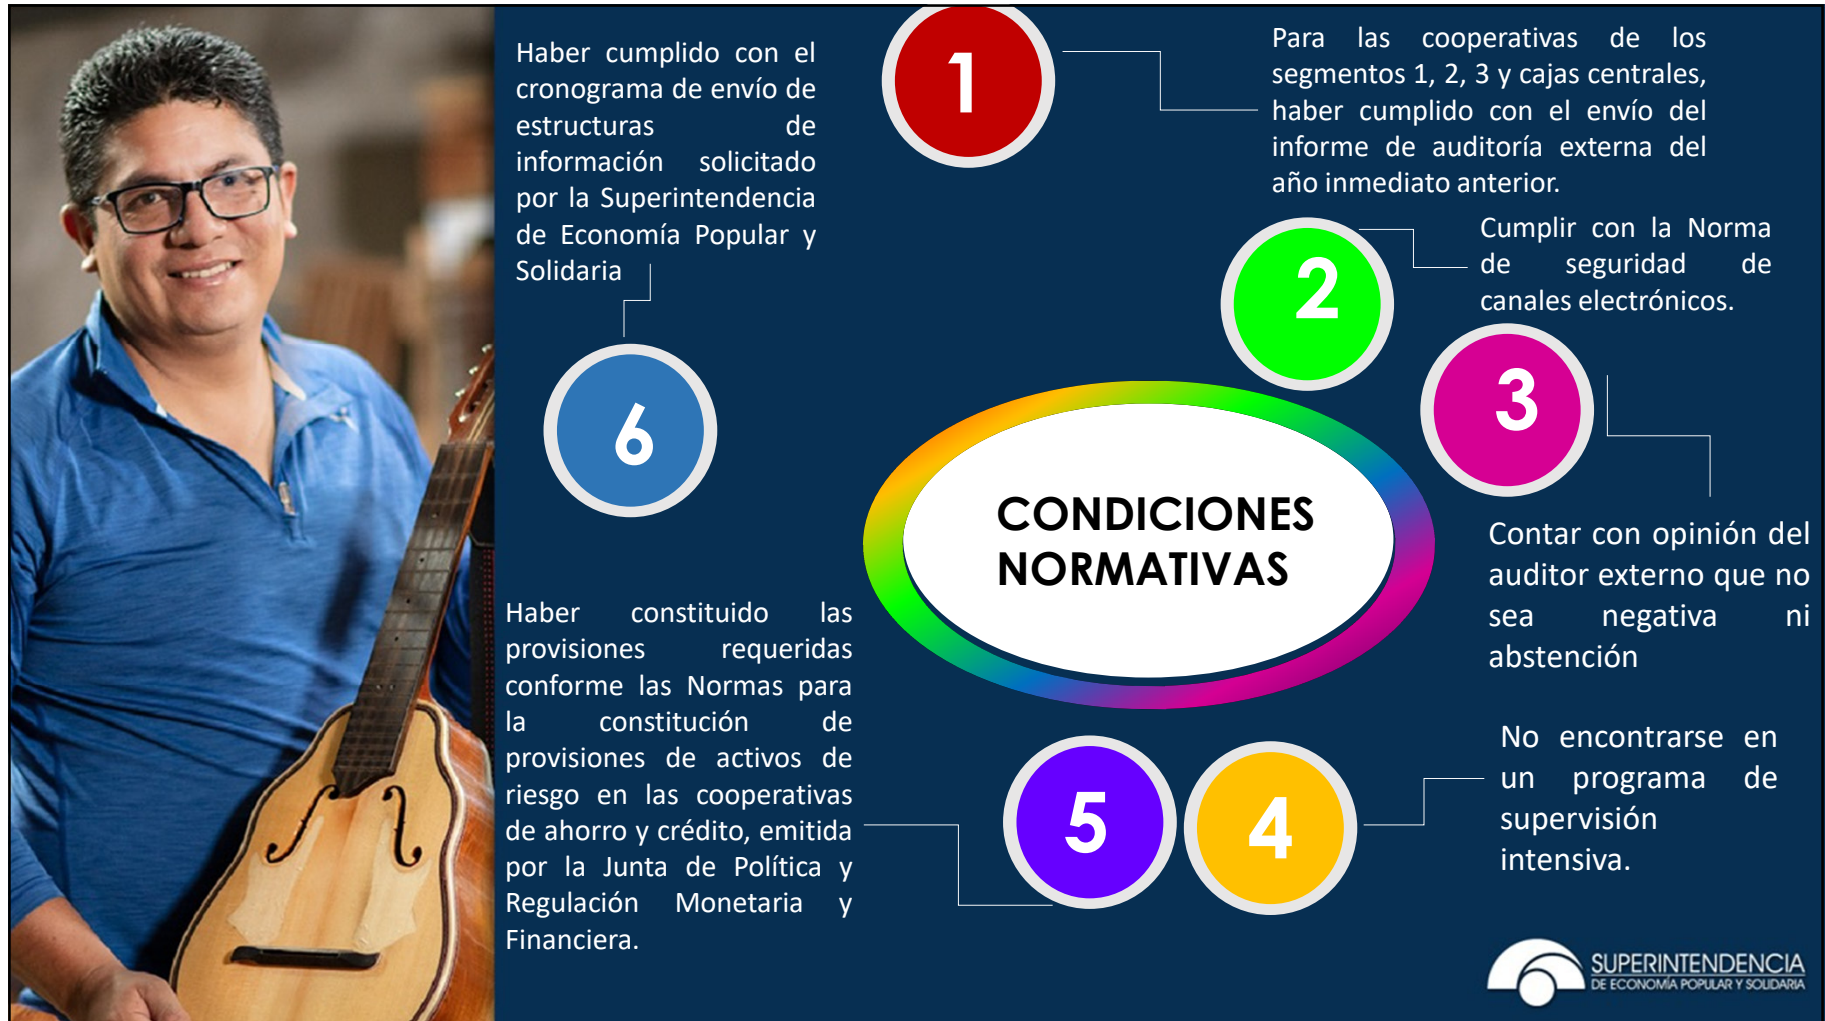 1
Para las cooperativas de los
segmentos 1, 2, 3 y cajas centrales,
haber cumplido con el envío del
informe de auditoría externa del
año inmediato anterior.
2
Cumplir con la Norma
de seguridad de
canales electrónicos.
3
Contar con opinión del
auditor externo que no
sea negativa ni
abstención
4
No encontrarse en
un programa de
supervisión
intensiva.
5
Haber constituido las
provisiones requeridas
conforme las Normas para
la constitución de
provisiones de activos de
riesgo en las cooperativas
de ahorro y crédito, emitida
por la Junta de Política y
Regulación Monetaria y
Financiera.
6
Haber cumplido con el
cronograma de envío de
estructuras de
información solicitado
por la Superintendencia
de Economía Popular y
Solidaria
CONDICIONES
NORMATIVAS
SUPERINTENDENCIA
DE ECONOMÍA POPULAR Y SOLIDARIA